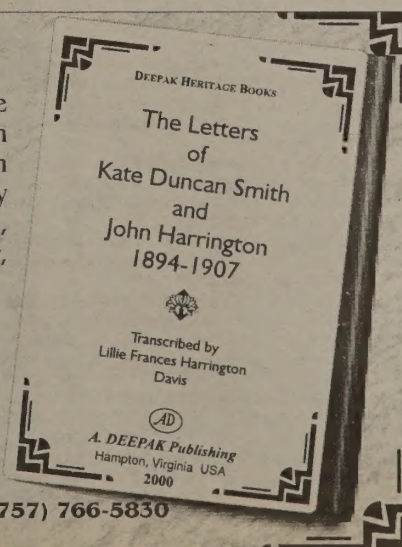 DEEPAK HERITAGE BOOKS
The Letters
of
Kate Duncan Smith
and
John Harrington
1894-1907
Transcribed by
Lillie Frances Harrington
Davis
AD
A. DEEPAK Publishing
Hampton, Virginia USA
2000
757) 766-5830